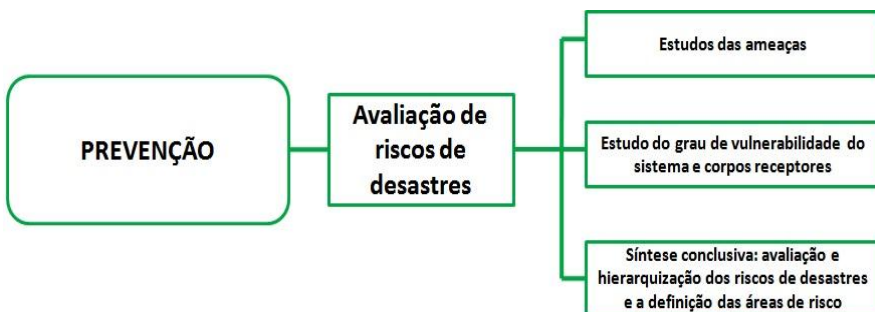 PREVENÇÃO
Avaliação de
riscos de
desastres
Estudos das ameaças
Estudo do grau de vulnerabilidade do
sistema e corpos receptores
Síntese conclusiva: avaliação e
hierarquização dos riscos de desastres
e a definição das áreas de risco